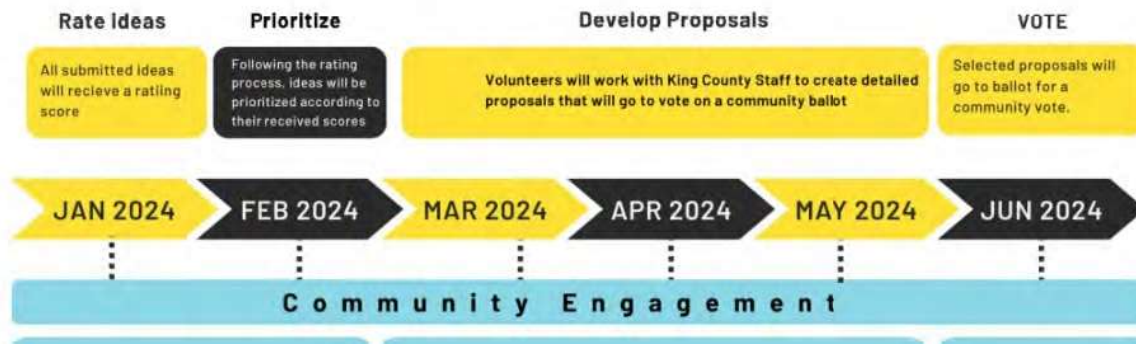 Rate Ideas
Prioritize
Develop Proposals
VOTE
All submitted ideas
will recieve a ratiing
score
Following the rating
process, ideas will be
prioritized according to
their received scores
Volunteers will work with King County Staff to create detailed
proposals that will go to vote on a community ballot
Selected proposals will
go to ballot for a
community vote.
JAN 2024
FEB 2024
MAR 2024
APR 2024
MAY 2024
JUN 2024
Community Engagement